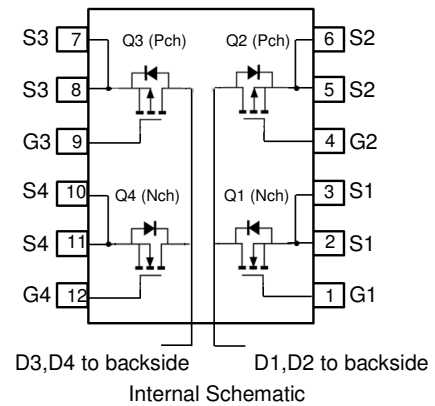 S3 7 Q3 (Pch) Q2 (Pch) 6 S2
S3 8 5 S2
G3 9 4 G2
S4 10 Q4 (Nch) Q1 (Nch) 3 S1
S4 11 2 S1
G4 12 1 G1
D3,D4 to backside D1,D2 to backside
Internal Schematic